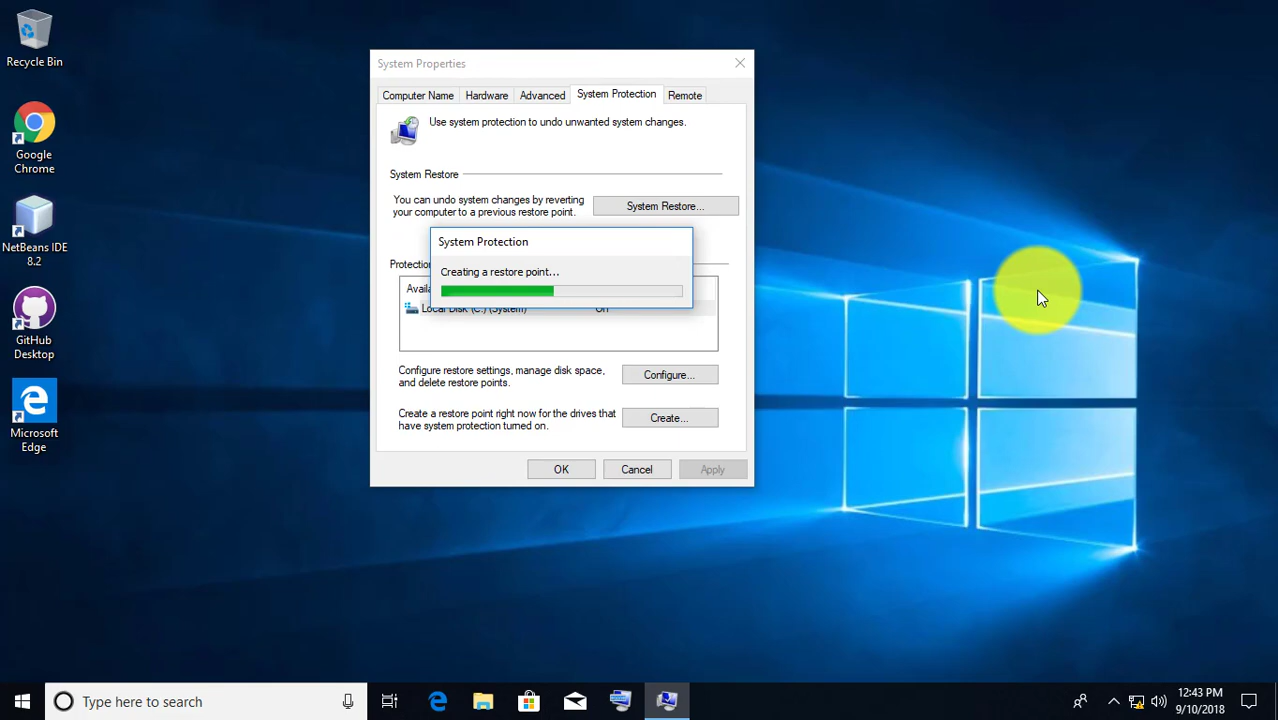 Recycle Bin
Google
Chrome
NetBeans IDE
8.2
GitHub
Desktop
Microsoft
Edge
System Properties
Computer Name
Hardware
Advanced
System Protection
Remote
Use system protection to undo unwanted system changes.
System Restore
You can undo system changes by reverting
your computer to a previous restore point.
System Restore...
Protection
System Protection
Creating a restore point...
Local Disk (C:) (System)
On
Configure restore settings, manage disk space,
and delete restore points.
Configure...
Create a restore point right now for the drives that
have system protection turned on.
Create...
OK
Cancel
Apply
Type here to search
12:43 PM
9/10/2018